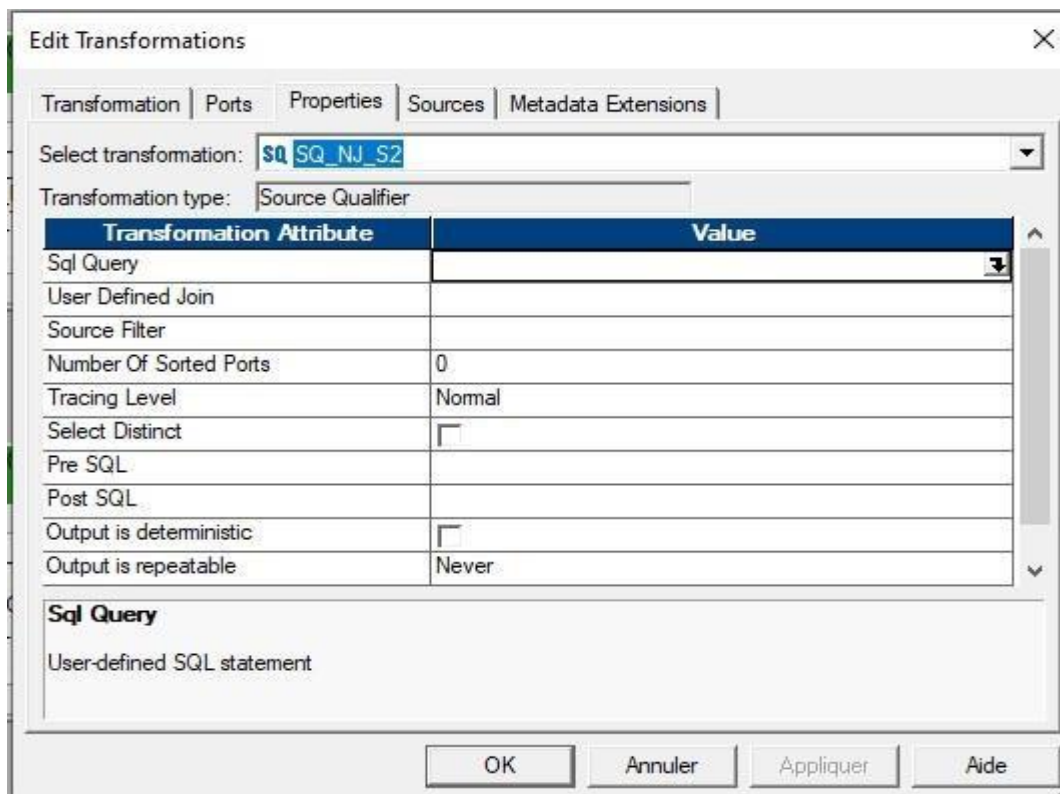 Edit Transformations
Transformation Ports Properties Sources Metadata Extensions
Select transformation: SQ SQ_NJ_S2
Transformation type: Source Qualifier
Transformation Attribute Value
Sql Query
User Defined Join
Source Filter
Number Of Sorted Ports 0
Tracing Level Normal
Select Distinct
Pre SQL
Post SQL
Output is deterministic
Output is repeatable Never
Sql Query
User-defined SQL statement
OK Annuler Appliquer Aide